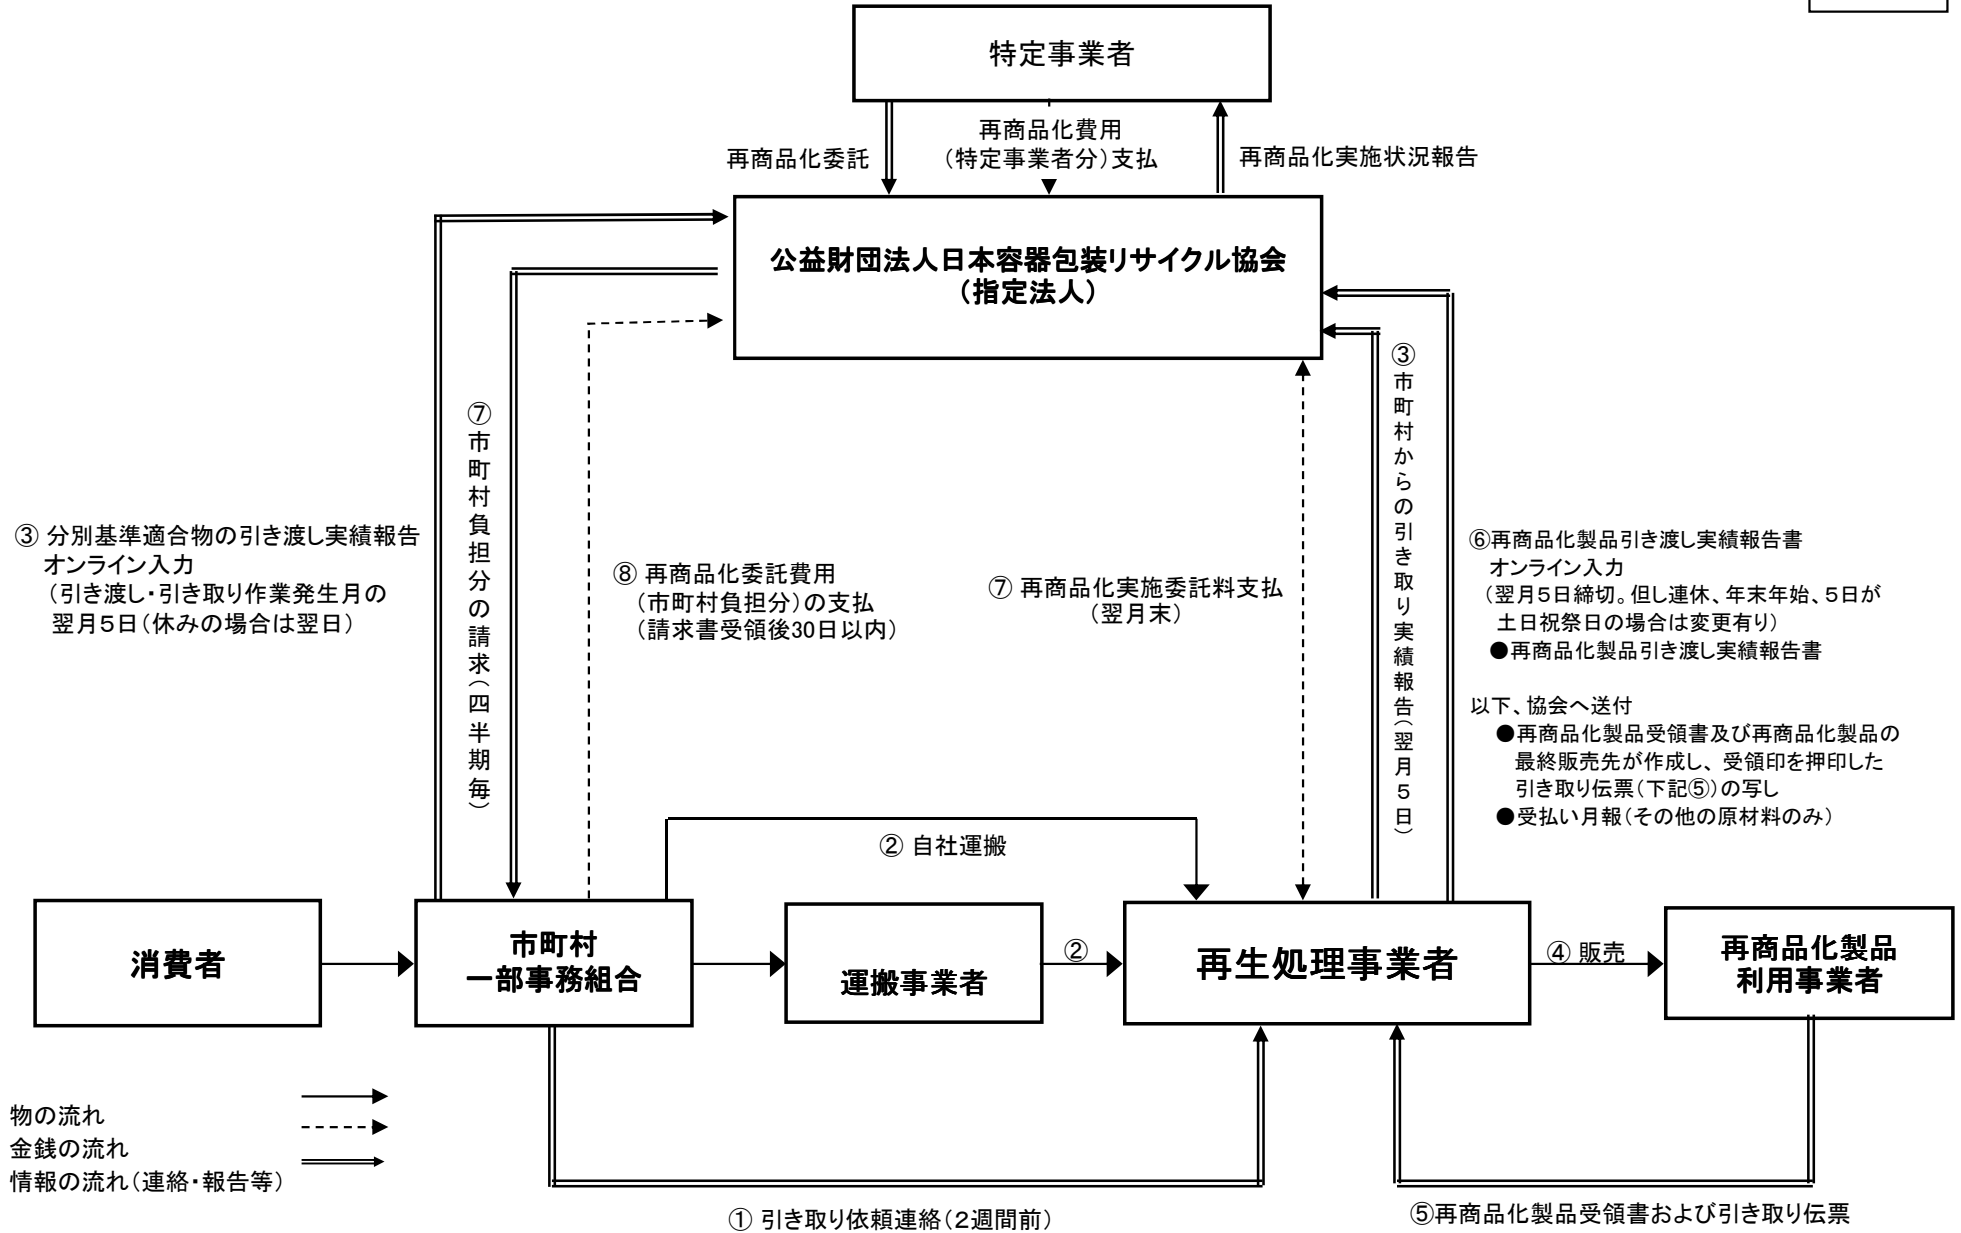 特定事業者
再商品化委託
再商品化費用
（特定事業者分）支払
再商品化実施状況報告
公益財団法人日本容器包装リサイクル協会
（指定法人）
③ 分別基準適合物の引き渡し実績報告
オンライン入力
（引き渡し・引き取り作業発生月の
翌月５日（休みの場合は翌日）
⑦市町村負担分の請求（四半期毎）
⑧ 再商品化委託費用
（市町村負担分）の支払
（請求書受領後30日以内）
⑦ 再商品化実施委託料支払
（翌月末）
③市町村からの引き取り実績報告（翌月５日）
⑥再商品化製品引き渡し実績報告書
オンライン入力
（翌月５日締切。但し連休、年末年始、５日が
土日祝祭日の場合は変更有り）
●再商品化製品引き渡し実績報告書
以下、協会へ送付
●再商品化製品受領書及び再商品化製品の
最終販売先が作成し、受領印を押印した
引き取り伝票（下記⑤）の写し
●受払い月報（その他の原材料のみ）
② 自社運搬
消費者
市町村
一部事務組合
運搬事業者
②
再生処理事業者
④ 販売
再商品化製品
利用事業者
物の流れ
金銭の流れ
情報の流れ（連絡・報告等）
① 引き取り依頼連絡（２週間前）
⑤再商品化製品受領書および引き取り伝票